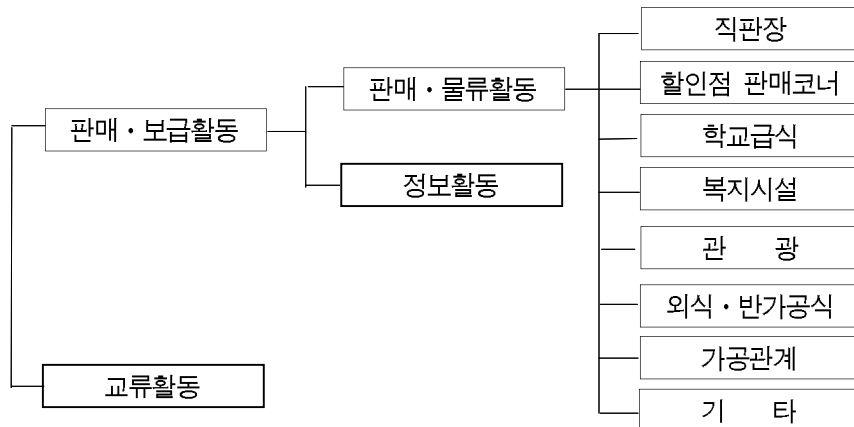 직판장
판매・물류활동
할인점 판매코너
판매・보급활동
학교급식
정보활동
복지시설
관 광
외식・반가공식
가공관계
교류활동
기 타